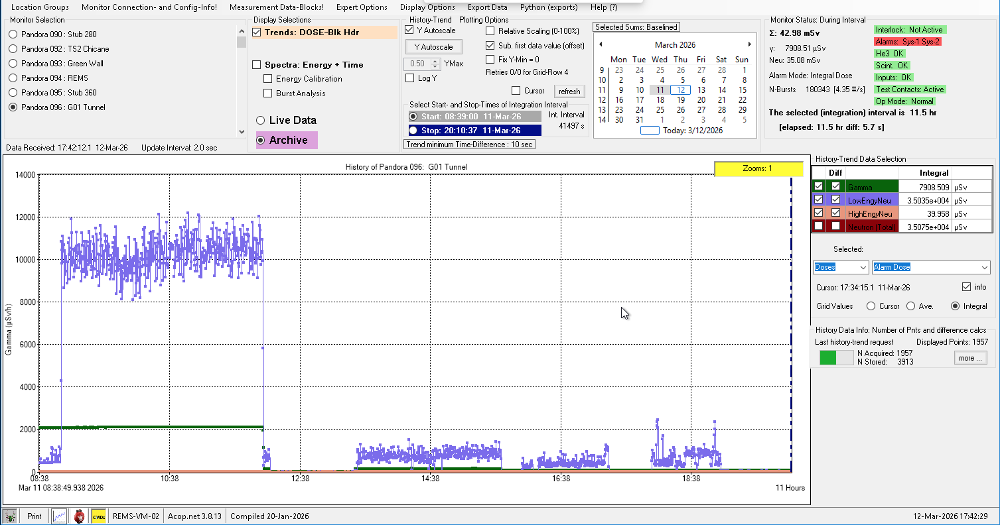 Location Groups Monitor Connection- and Config-Info! Measurement Data-Blocks! Expert Options Display Options Export Data Python (exports) Help (?)
Monitor Selection
Pandora 090 : Stub 280
Pandora 092 : TS2 Chicane
Pandora 093 : Green Wall
Pandora 094 : REMS
Pandora 095 : Stub 360
Pandora 096 : G01 Tunnel
Data Received: 17:42:12.1 12-Mar-26 Update Interval: 2.0 sec
Display Selections
Trends: DOSE-Blk Hdr
Spectra: Energy + Time
Energy Calibration
Burst Analysis
Live Data
Archive
History-Trend Plotting Options
Y Autoscale
Y Autoscale
0.50 YMax
Log Y
Relative Scaling (0-100%)
Sub. first data value (offset)
Fix Y-Min = 0
Retries 0/0 for Grid-Row 4
Cursor refresh
Select Start- and Stop-Times of Integration Interval
Start: 08:39:00 11-Mar-26
Stop: 20:10:37 11-Mar-26
Int. Interval
41497 s
Trend minimum Time-Difference : 10 sec
Selected Sums: Baselined
March 2026
Mon Tue Wed Thu Fri Sat Sun
9 23 24 25 26 27 28 1
10 2 3 4 5 6 7 8
11 9 10 11 12 13 14 15
12 16 17 18 19 20 21 22
13 23 24 25 26 27 28 29
14 30 31 1 2 3 4 5
Today: 3/12/2026
Monitor Status: During Interval
Σ: 42.98 mSv
γ: 7908.51 µSv
Neu: 35.08 mSv
Alarm Mode: Integral Dose
N-Bursts 180343 [4.35 #/s]
Interlock: Not Active
Alarms: Sys-1 Sys-2
He3 OK
Scint. OK
Inputs: OK
Test Contacts: Active
Op Mode: Normal
The selected (integration) interval is 11.5 hr
[elapsed: 11.5 hr diff: 5.7 s]
History of Pandora 096: G01 Tunnel
Zooms: 1
Gamma (µSv/h)
14000
12000
10000
8000
6000
4000
2000
0
08:38 10:38 12:38 14:38 16:38 18:38
Mar 11 08:38:49.938 2026 11 Hours
History-Trend Data Selection
Diff Integral
Gamma 7908.509 µSv
LowEngyNeu 3.5035e+004 µSv
HighEngyNeu 39.958 µSv
Neutron (Total) 3.5075e+004 µSv
Selected:
Doses Alarm Dose
Cursor: 17:34:15.1 11-Mar-26 info
Grid Values Cursor Ave. Integral
History Data Info: Number of Pnts and difference calcs
Last history-trend request Displayed Points: 1957
N Acquired: 1957
N Stored: 3913
more ...
Print CMDs REMS-VM-02 Acop.net 3.8.13 Compiled 20-Jan-2026 12-Mar-2026 17:42:29